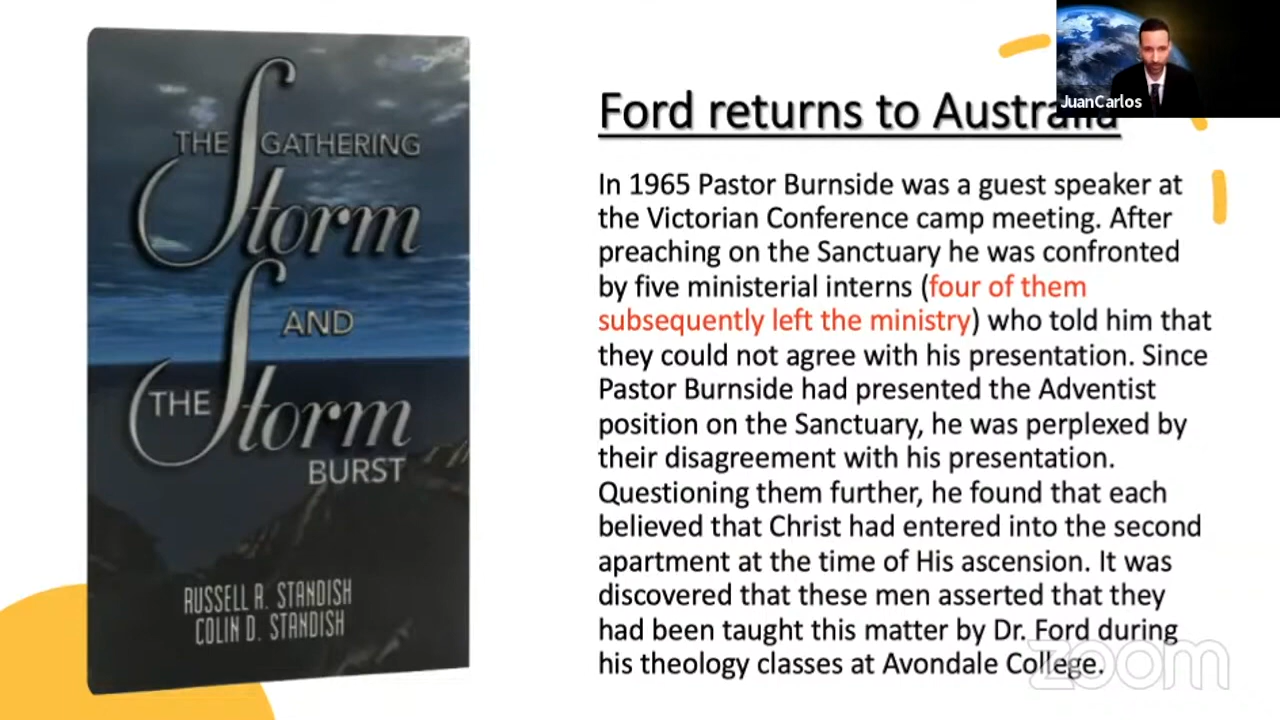 THE GATHERING
Storm
AND
THE Storm
BURST
RUSSELL R. STANDISH
COLIN D. STANDISH
JuanCarlos
Ford returns to Australia
In 1965 Pastor Burnside was a guest speaker at
the Victorian Conference camp meeting. After
preaching on the Sanctuary he was confronted
by five ministerial interns (four of them
subsequently left the ministry) who told him that
they could not agree with his presentation. Since
Pastor Burnside had presented the Adventist
position on the Sanctuary, he was perplexed by
their disagreement with his presentation.
Questioning them further, he found that each
believed that Christ had entered into the second
apartment at the time of His ascension. It was
discovered that these men asserted that they
had been taught this matter by Dr. Ford during
his theology classes at Avondale College.
zoom